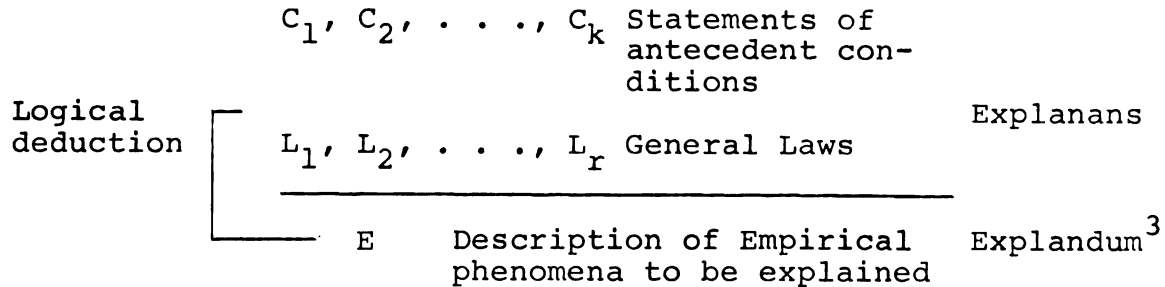 C1, C2, . . ., Ck Statements of
antecedent con-
ditions
Logical
deduction
Explanans
L1, L2, . . ., Lr General Laws
E Description of Empirical
phenomena to be explained
Explandum3